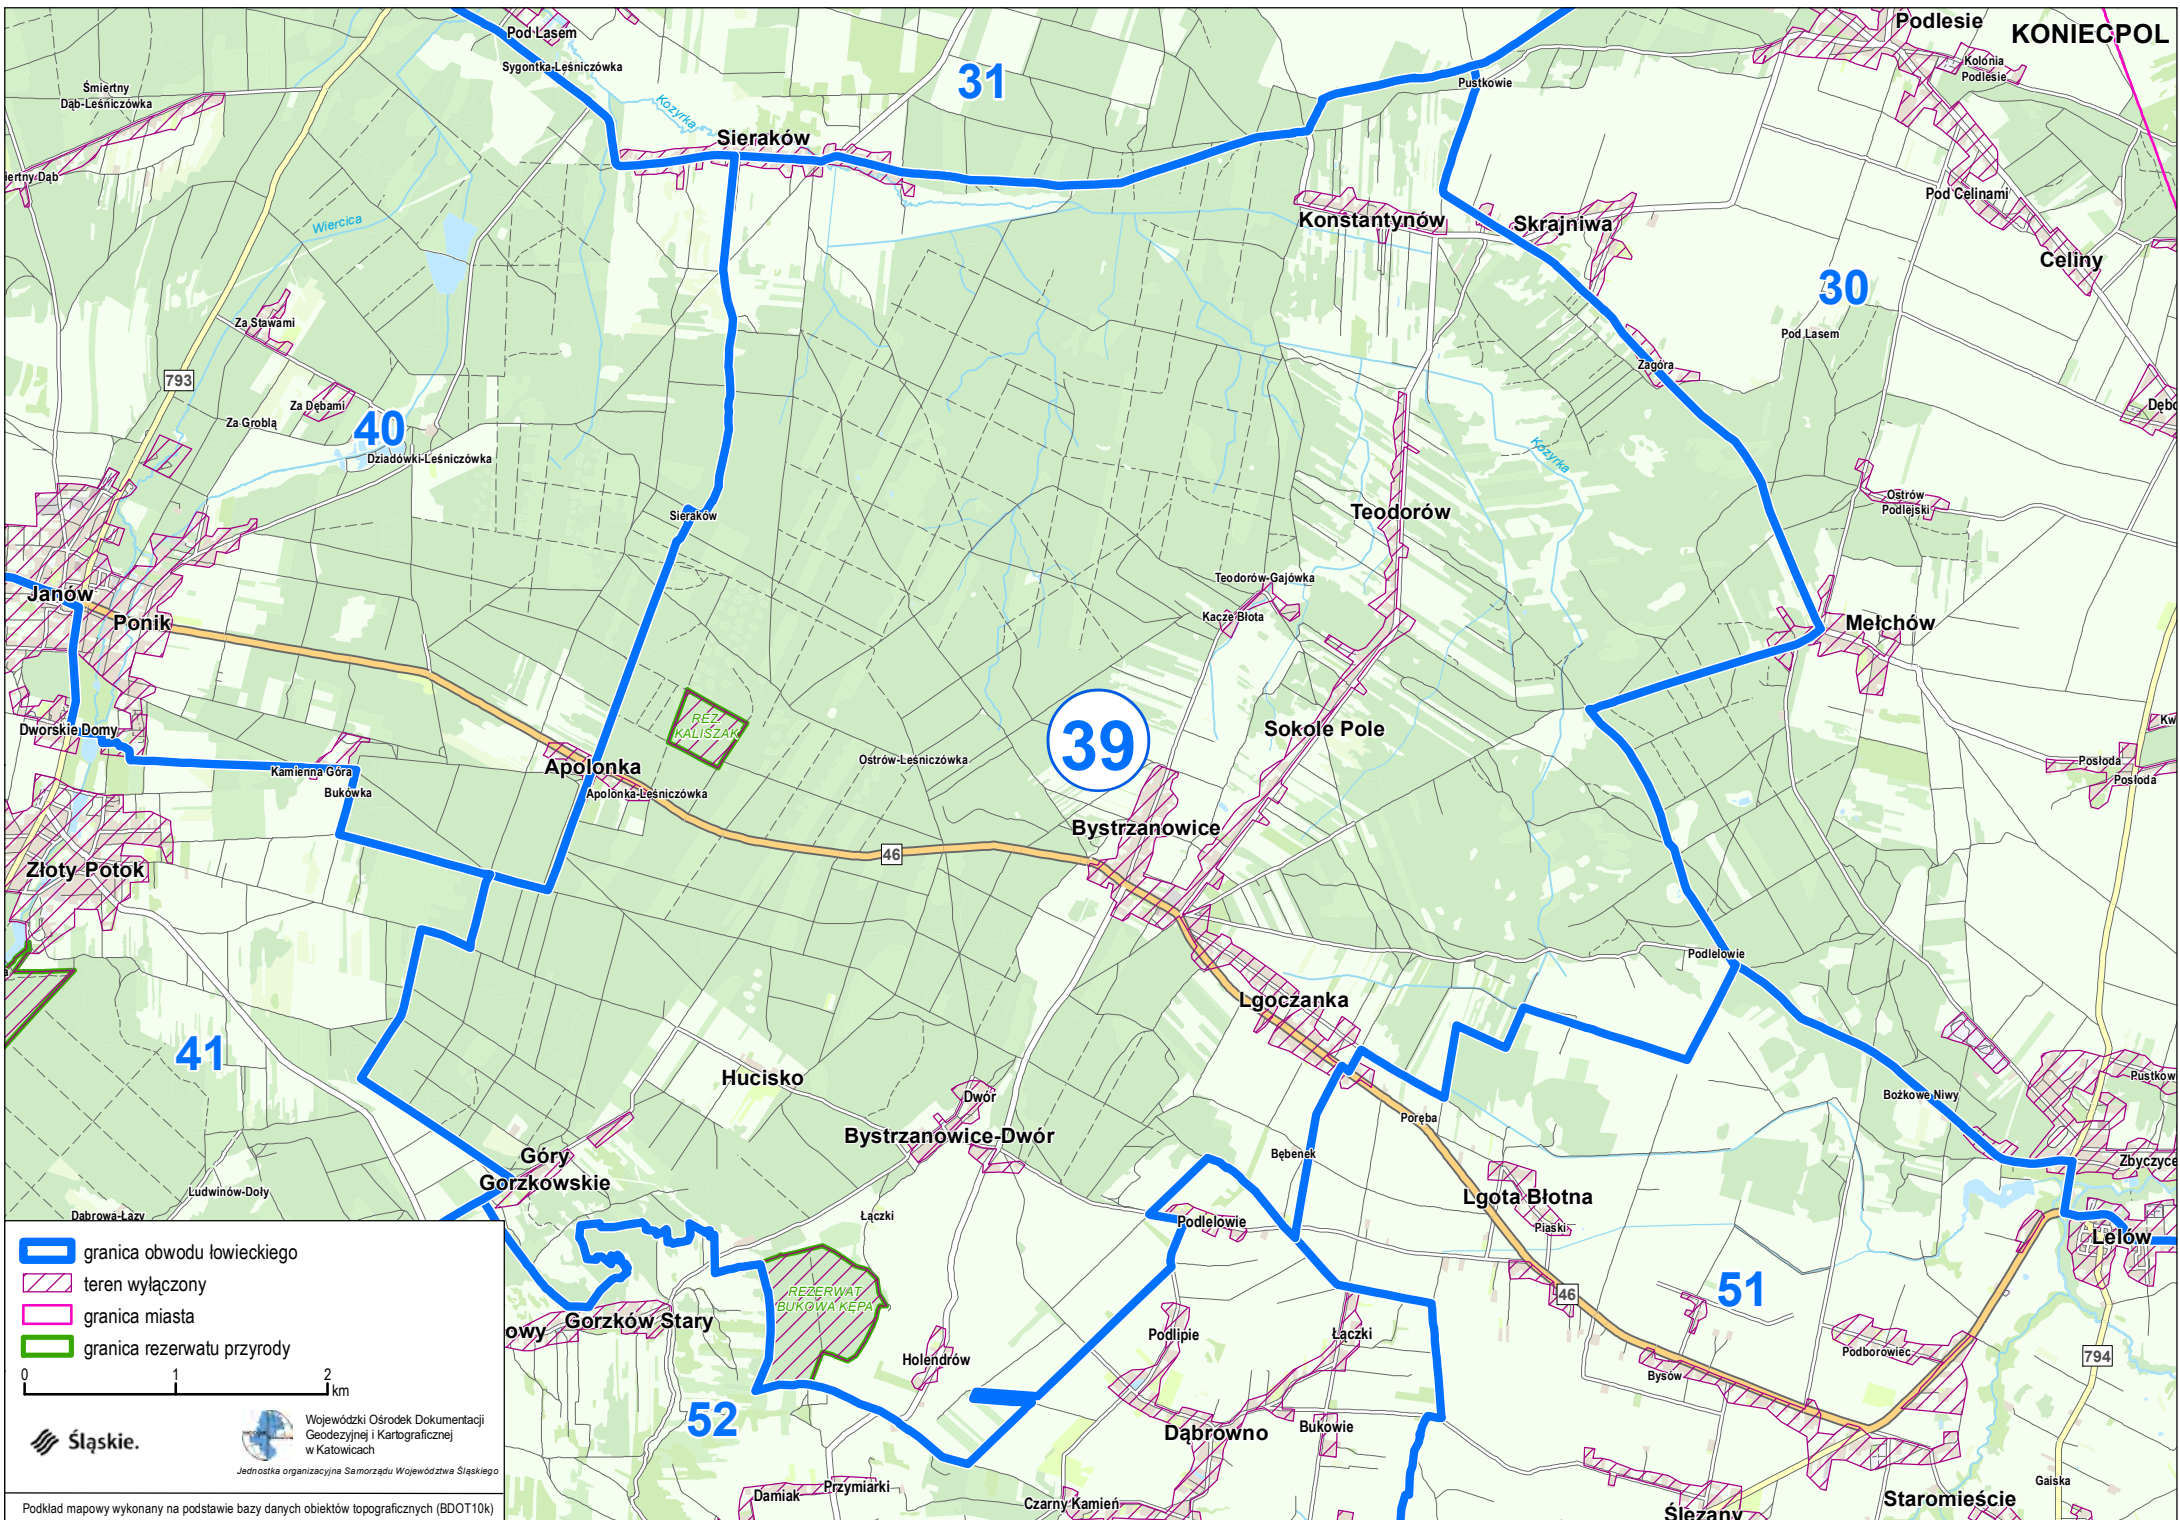 Podlesie
KONIECPOL
Pod Lasem
Sygontka-Leśniczówka
31
Pustkowie
Kolonia
Podlesie
Śmiertny
Dąb-Leśniczówka
Kozyrka
Sieraków
iertny Dąb
Pod Celinami
Wiercica
Konstantynów
Skrajniwa
Celiny
30
Za Stawami
Pod Lasem
Zagóra
793
Za Dębami
Za Groblą
40
Dębo
Dziadówki-Leśniczówka
Kozyrka
Ostrów
Podlejski
Sieraków
Teodorów
Teodorów-Gajówka
Janów
Kacze Błota
Ponik
Mełchów
REZ.
KALISZAK
Dworskie Domy
39
Sokole Pole
Kw
Ostrów-Leśniczówka
Posłoda
Posłoda
Kamienna Góra
Apolonka
Bukówka
Apolonka-Leśniczówka
Bystrzanowice
46
Złoty Potok
Podlelowie
a
Lgoczanka
41
Hucisko
Pustkow
Dwór
Bożkowe Niwy
Poręba
Bystrzanowice-Dwór
Góry
Gorzkowskie
Bębenek
Zbyczyce
Ludwinów-Doły
Lgota Błotna
Dąbrowa-Łazy
Łączki
Podlelowie
Piaski
Lelów
granica obwodu łowieckiego
teren wyłączony
granica miasta
granica rezerwatu przyrody
REZERWAT
BUKOWA KĘPA
51
46
owy
Gorzków Stary
Podlipie
Łączki
Podborowiec
794
Holendrów
Bysów
0 1 2
km
52
Dąbrowno
Bukowie
Śląskie.
Wojewódzki Ośrodek Dokumentacji
Geodezyjnej i Kartograficznej
w Katowicach
Jednostka organizacyjna Samorządu Województwa Śląskiego
Gaiska
Damiak
Przymiarki
Czarny Kamień
Staromieście
Ślęzany
Podkład mapowy wykonany na podstawie bazy danych obiektów topograficznych (BDOT10k)